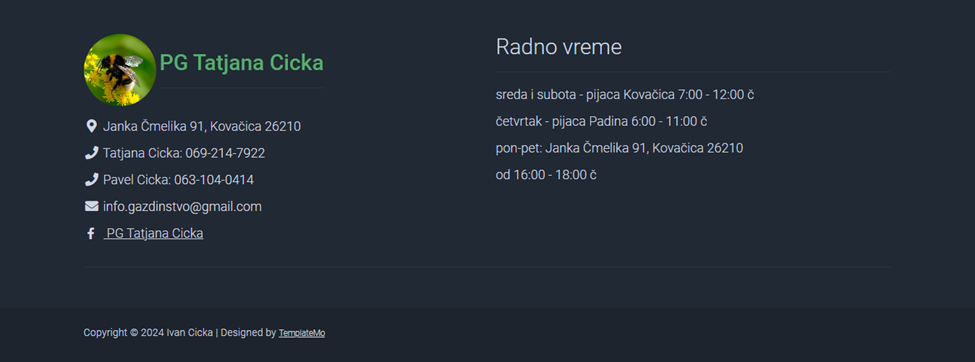 PG Tatjana Cicka
Janka Čmelika 91, Kovačica 26210
Tatjana Cicka: 069-214-7922
Pavel Cicka: 063-104-0414
info.gazdinstvo@gmail.com
PG Tatjana Cicka
Radno vreme
sreda i subota - pijaca Kovačica 7:00 - 12:00 č
četvrtak - pijaca Padina 6:00 - 11:00 č
pon-pet: Janka Čmelika 91, Kovačica 26210
od 16:00 - 18:00 č
Copyright © 2024 Ivan Cicka | Designed by TemplateMo